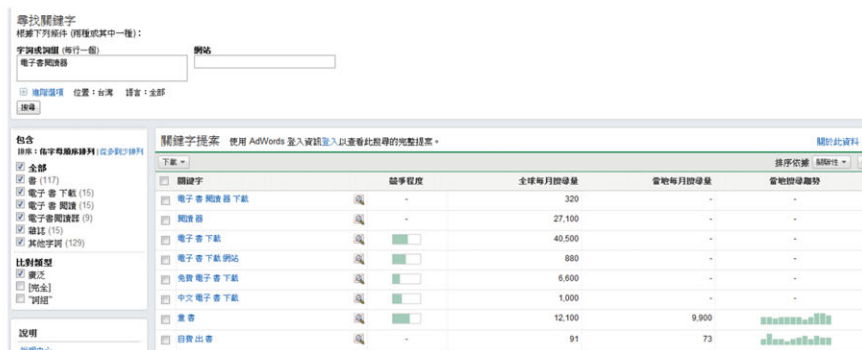 尋找關鍵字
根據下列條件 (兩種或其中一種):
字詞或詞組 (每行一個) 網站
電子書閱讀器
進階選項 位置:台灣 語言:全部
搜尋
包含
排序:依字母順序排列 | 從多到少排列
全部
書 (117)
電子 書 下載 (15)
電子 書 閱讀 (15)
電子書閱讀器 (9)
雜誌 (15)
其他字詞 (129)
比對類型
廣泛
[完全]
"詞組"
說明
關鍵字提案 使用 AdWords 登入資訊登入以查看此搜尋的完整提案。 關於此資料
下載 排序依據 關聯性
關鍵字 競爭程度 全球每月搜尋量 當地每月搜尋量 當地搜尋趨勢
電子 書 閱讀 器 下載 - 320 - -
閱讀 器 - 27,100 - -
電子 書 下載 40,500 - -
電子 書 下載 網站 880 - -
免費 電子 書 下載 6,600 - -
中文 電子 書 下載 1,000 - -
童 書 12,100 9,900
自費 出 書 - 91 73